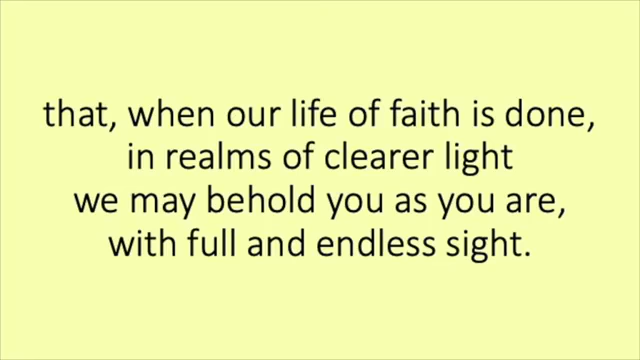 that, when our life of faith is done,
in realms of clearer light
we may behold you as you are,
with full and endless sight.